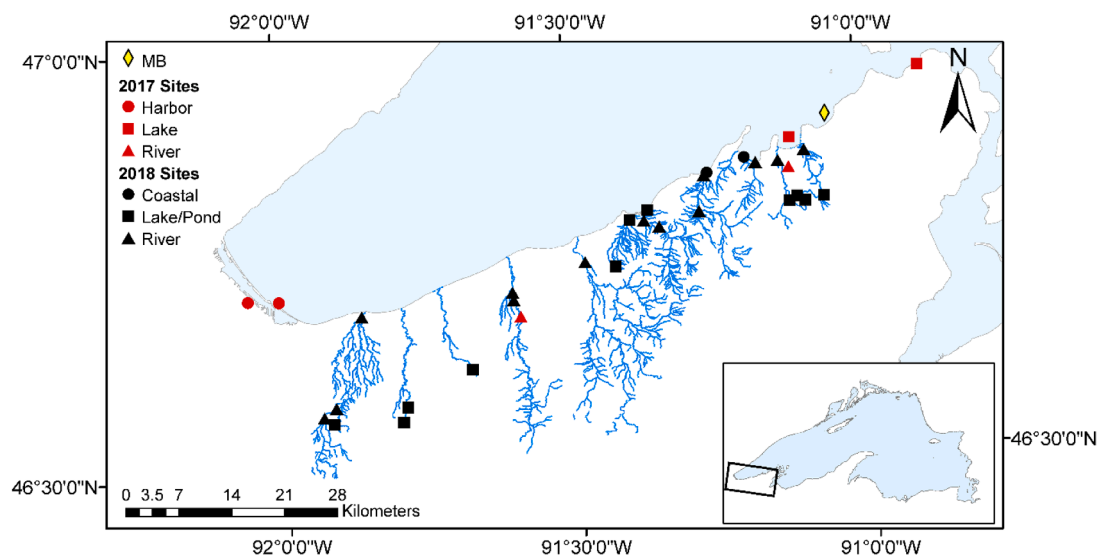 92°0'0"W 91°30'0"W 91°0'0"W
47°0'0"N
MB
2017 Sites
Harbor
Lake
River
2018 Sites
Coastal
Lake/Pond
River
N
46°30'0"N
46°30'0"N
0 3.5 7 14 21 28
Kilometers
92°0'0"W 91°30'0"W 91°0'0"W